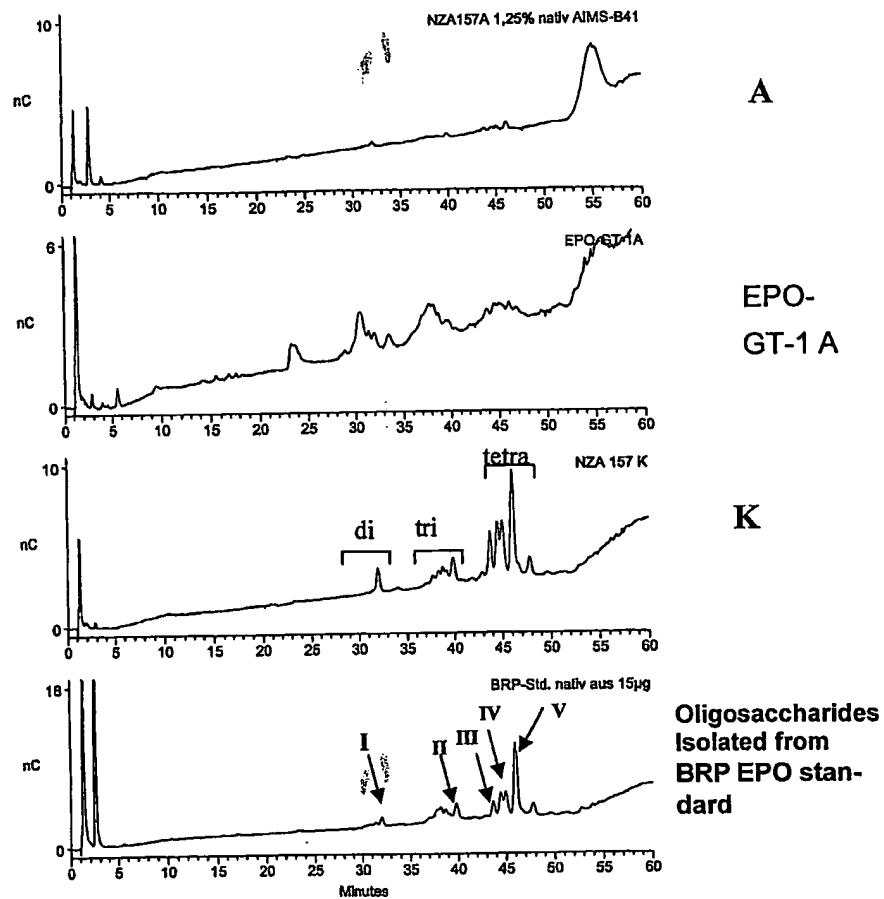 10
NZA157A 1,25% nativ AIMS-B41
nC
A
0
0 5 10 15 20 25 30 35 40 45 50 55 60
6
EPO-GT-1A
nC
EPO-
GT-1 A
0
0 5 10 15 20 25 30 35 40 45 50 55 60
10
tetra
NZA 157 K
di
tri
nC
K
0
0 5 10 15 20 25 30 35 40 45 50 55 60
18
BRP-Std. nativ aus 15µg
I
II
III
IV
V
nC
Oligosaccharides
Isolated from
BRP EPO stan-
dard
0
0 5 10 15 20 25 30 35 40 45 50 55 60
Minutes